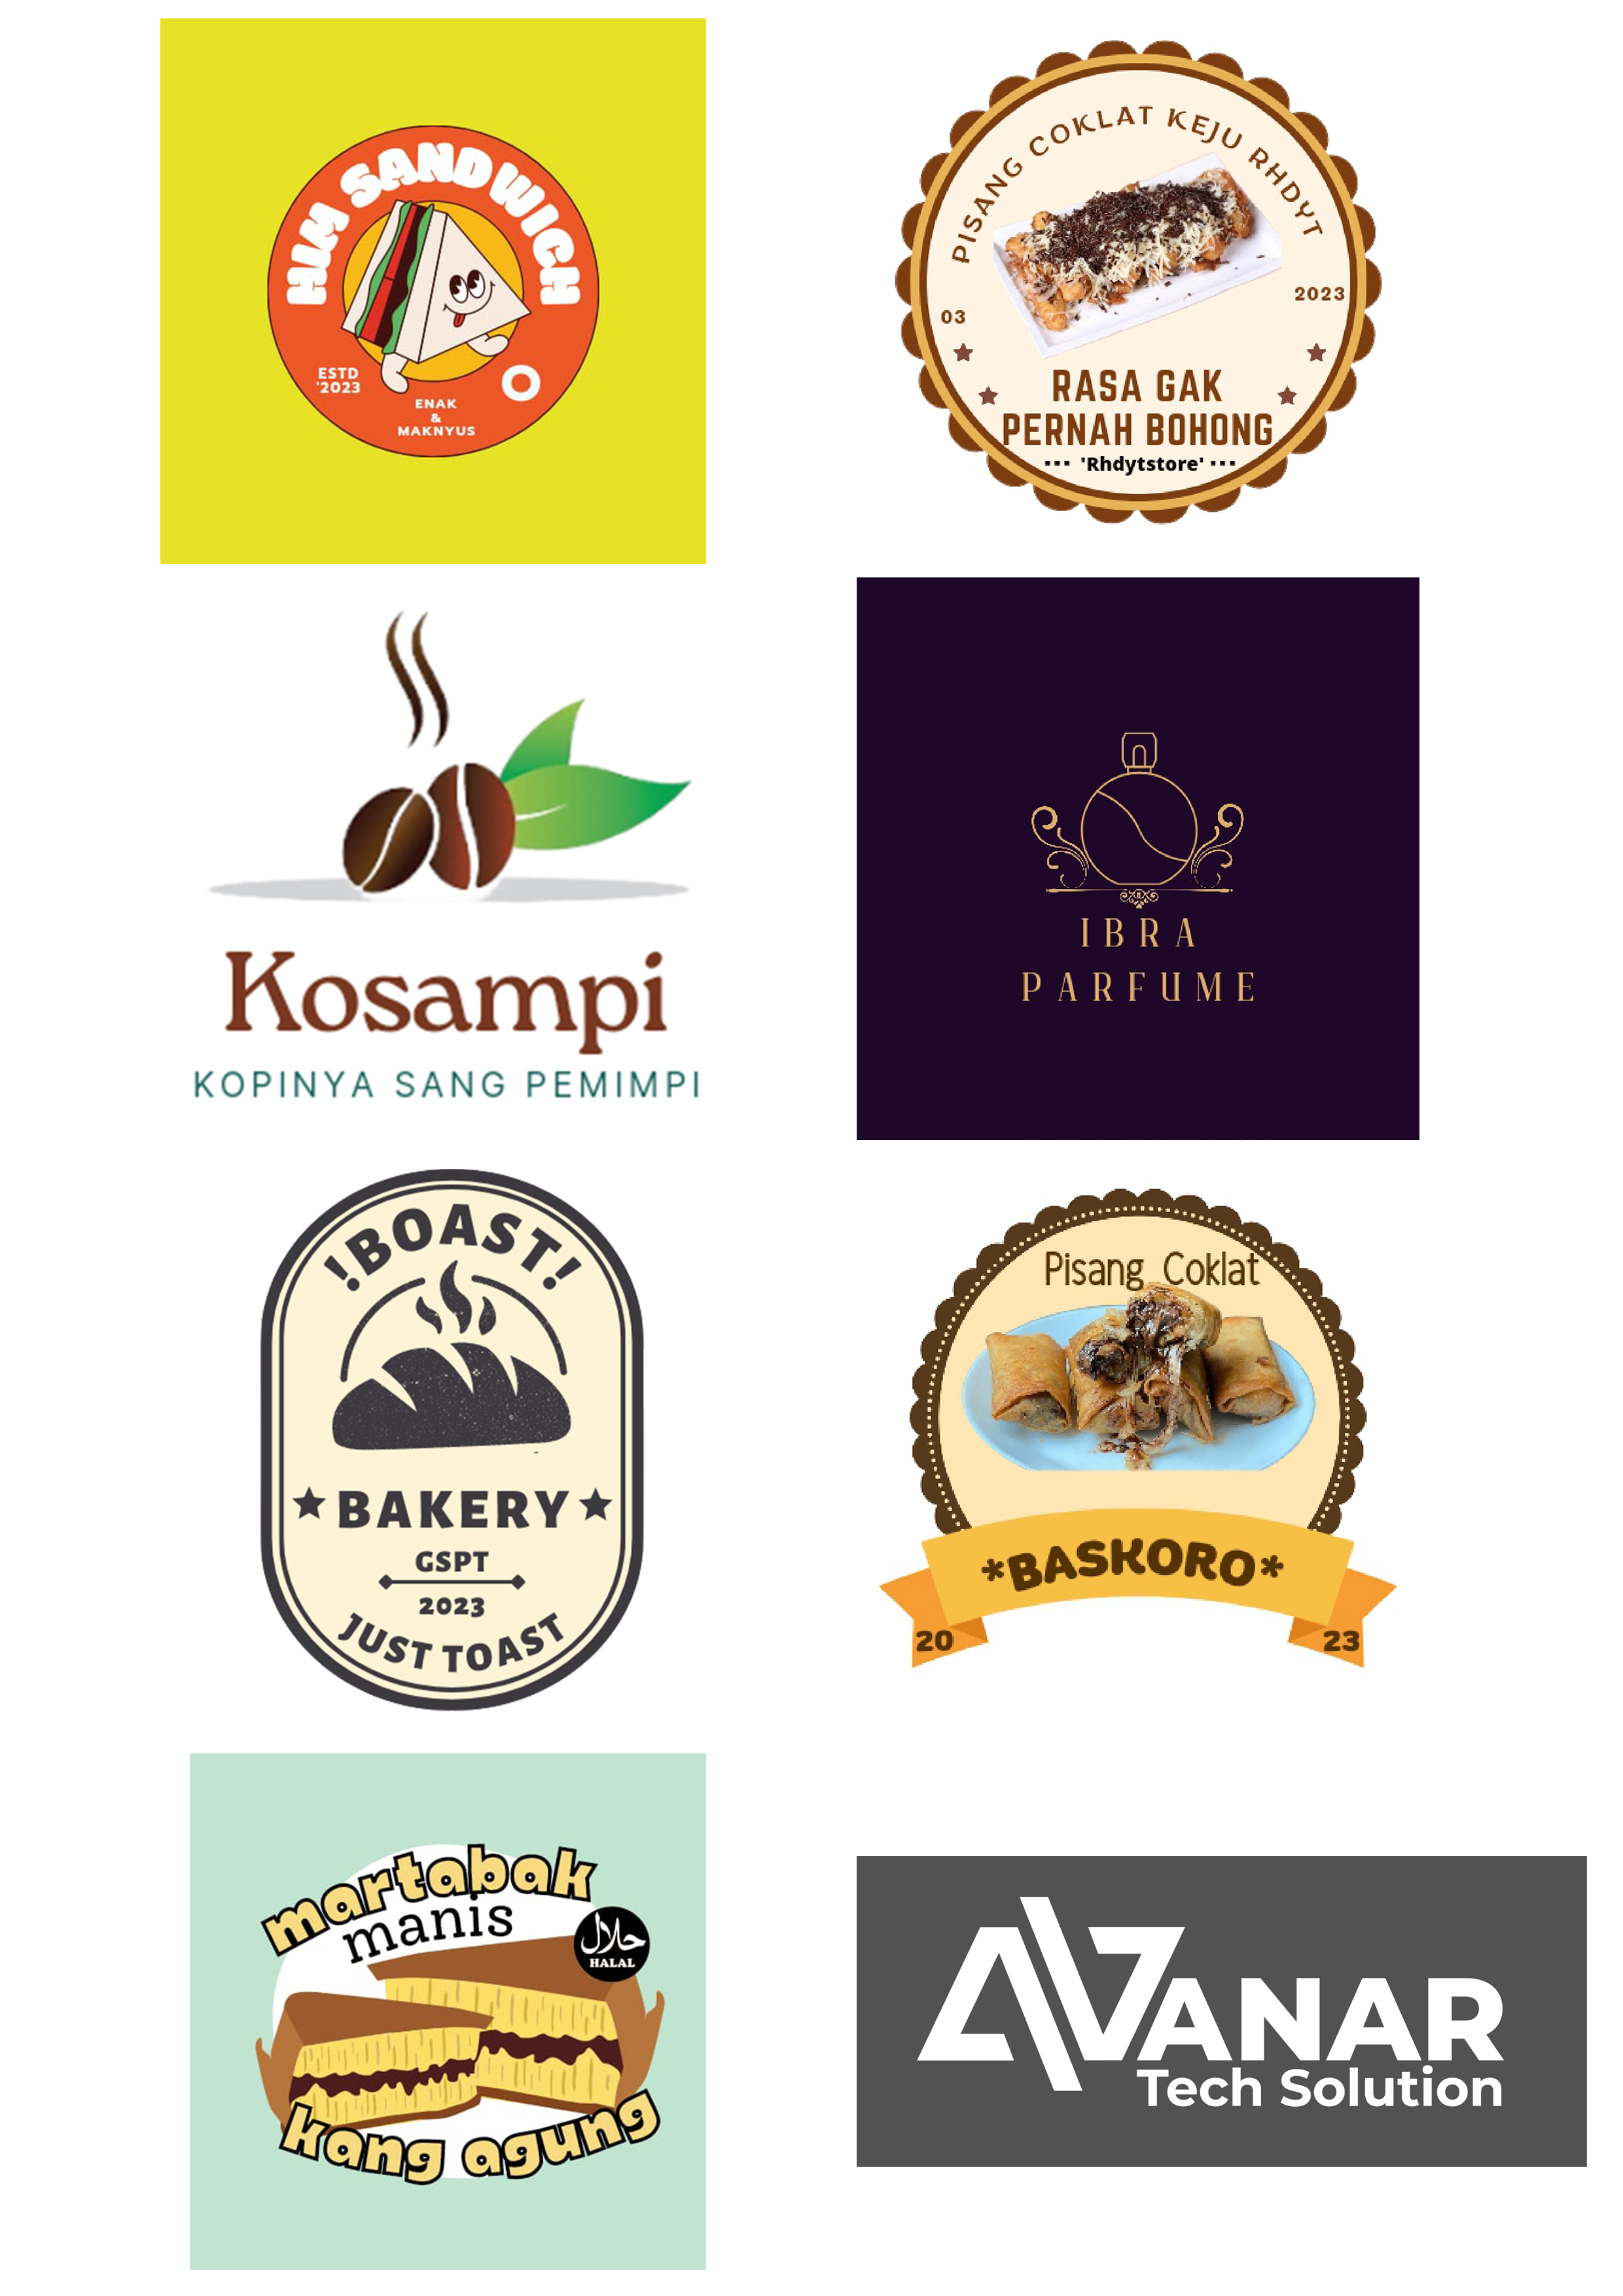 HIM SANDWICH
ESTD
'2023
ENAK
&
MAKNYUS
PISANG COKLAT KEJU RHDYT
03
2023
RASA GAK
PERNAH BOHONG
'Rhdytstore'
Kosampi
KOPINYA SANG PEMIMPI
IBRA
PARFUME
!BOAST!
BAKERY
GSPT
2023
JUST TOAST
Pisang Coklat
*BASKORO*
20 23
martabak
manis
حلال
HALAL
kang agung
AVANAR
Tech Solution